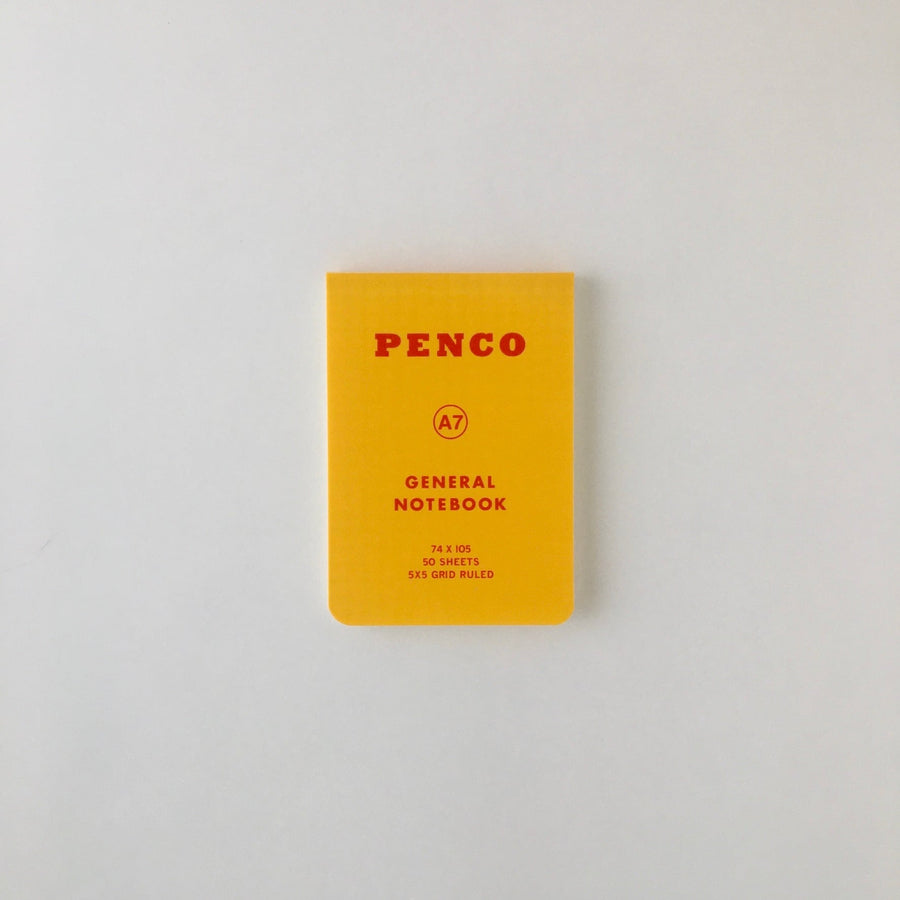 PENCO
A7
GENERAL
NOTEBOOK
74 X 105
50 SHEETS
5X5 GRID RULED